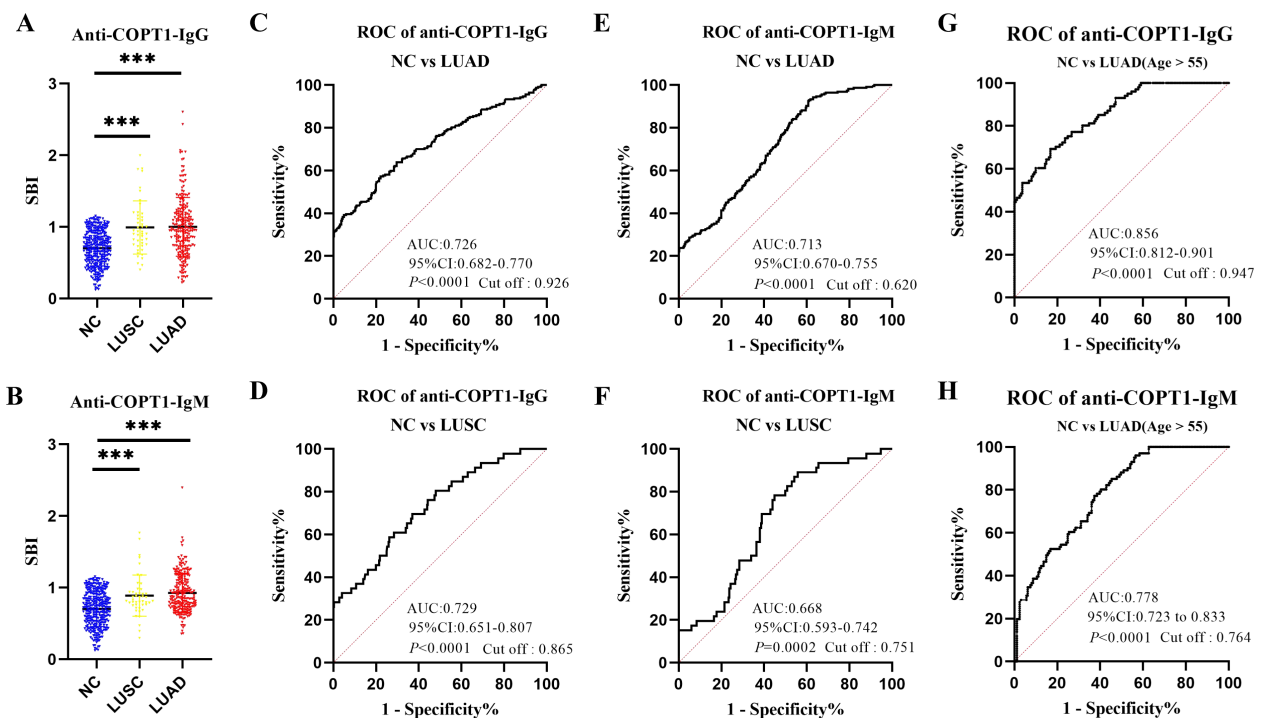 A
Anti-COPT1-IgG
***
***
3
2
1
0
SBI
NC
LUSC
LUAD
C
ROC of anti-COPT1-IgG
NC vs LUAD
100
80
60
40
20
0
Sensitivity%
AUC:0.726
95%CI:0.682-0.770
P<0.0001 Cut off : 0.926
0 20 40 60 80 100
1 - Specificity%
E
ROC of anti-COPT1-IgM
NC vs LUAD
100
80
60
40
20
0
Sensitivity%
AUC:0.713
95%CI:0.670-0.755
P<0.0001 Cut off : 0.620
0 20 40 60 80 100
1 - Specificity%
G
ROC of anti-COPT1-IgG
NC vs LUAD(Age > 55)
100
80
60
40
20
0
Sensitivity%
AUC:0.856
95%CI:0.812-0.901
P<0.0001 Cut off : 0.947
0 20 40 60 80 100
1 - Specificity%
B
Anti-COPT1-IgM
***
***
3
2
1
0
SBI
NC
LUSC
LUAD
D
ROC of anti-COPT1-IgG
NC vs LUSC
100
80
60
40
20
0
Sensitivity%
AUC:0.729
95%CI:0.651-0.807
P<0.0001 Cut off : 0.865
0 20 40 60 80 100
1 - Specificity%
F
ROC of anti-COPT1-IgM
NC vs LUSC
100
80
60
40
20
0
Sensitivity%
AUC:0.668
95%CI:0.593-0.742
P=0.0002 Cut off : 0.751
0 20 40 60 80 100
1 - Specificity%
H
ROC of anti-COPT1-IgM
NC vs LUAD(Age > 55)
100
80
60
40
20
0
Sensitivity%
AUC:0.778
95%CI:0.723 to 0.833
P<0.0001 Cut off : 0.764
0 20 40 60 80 100
1 - Specificity%